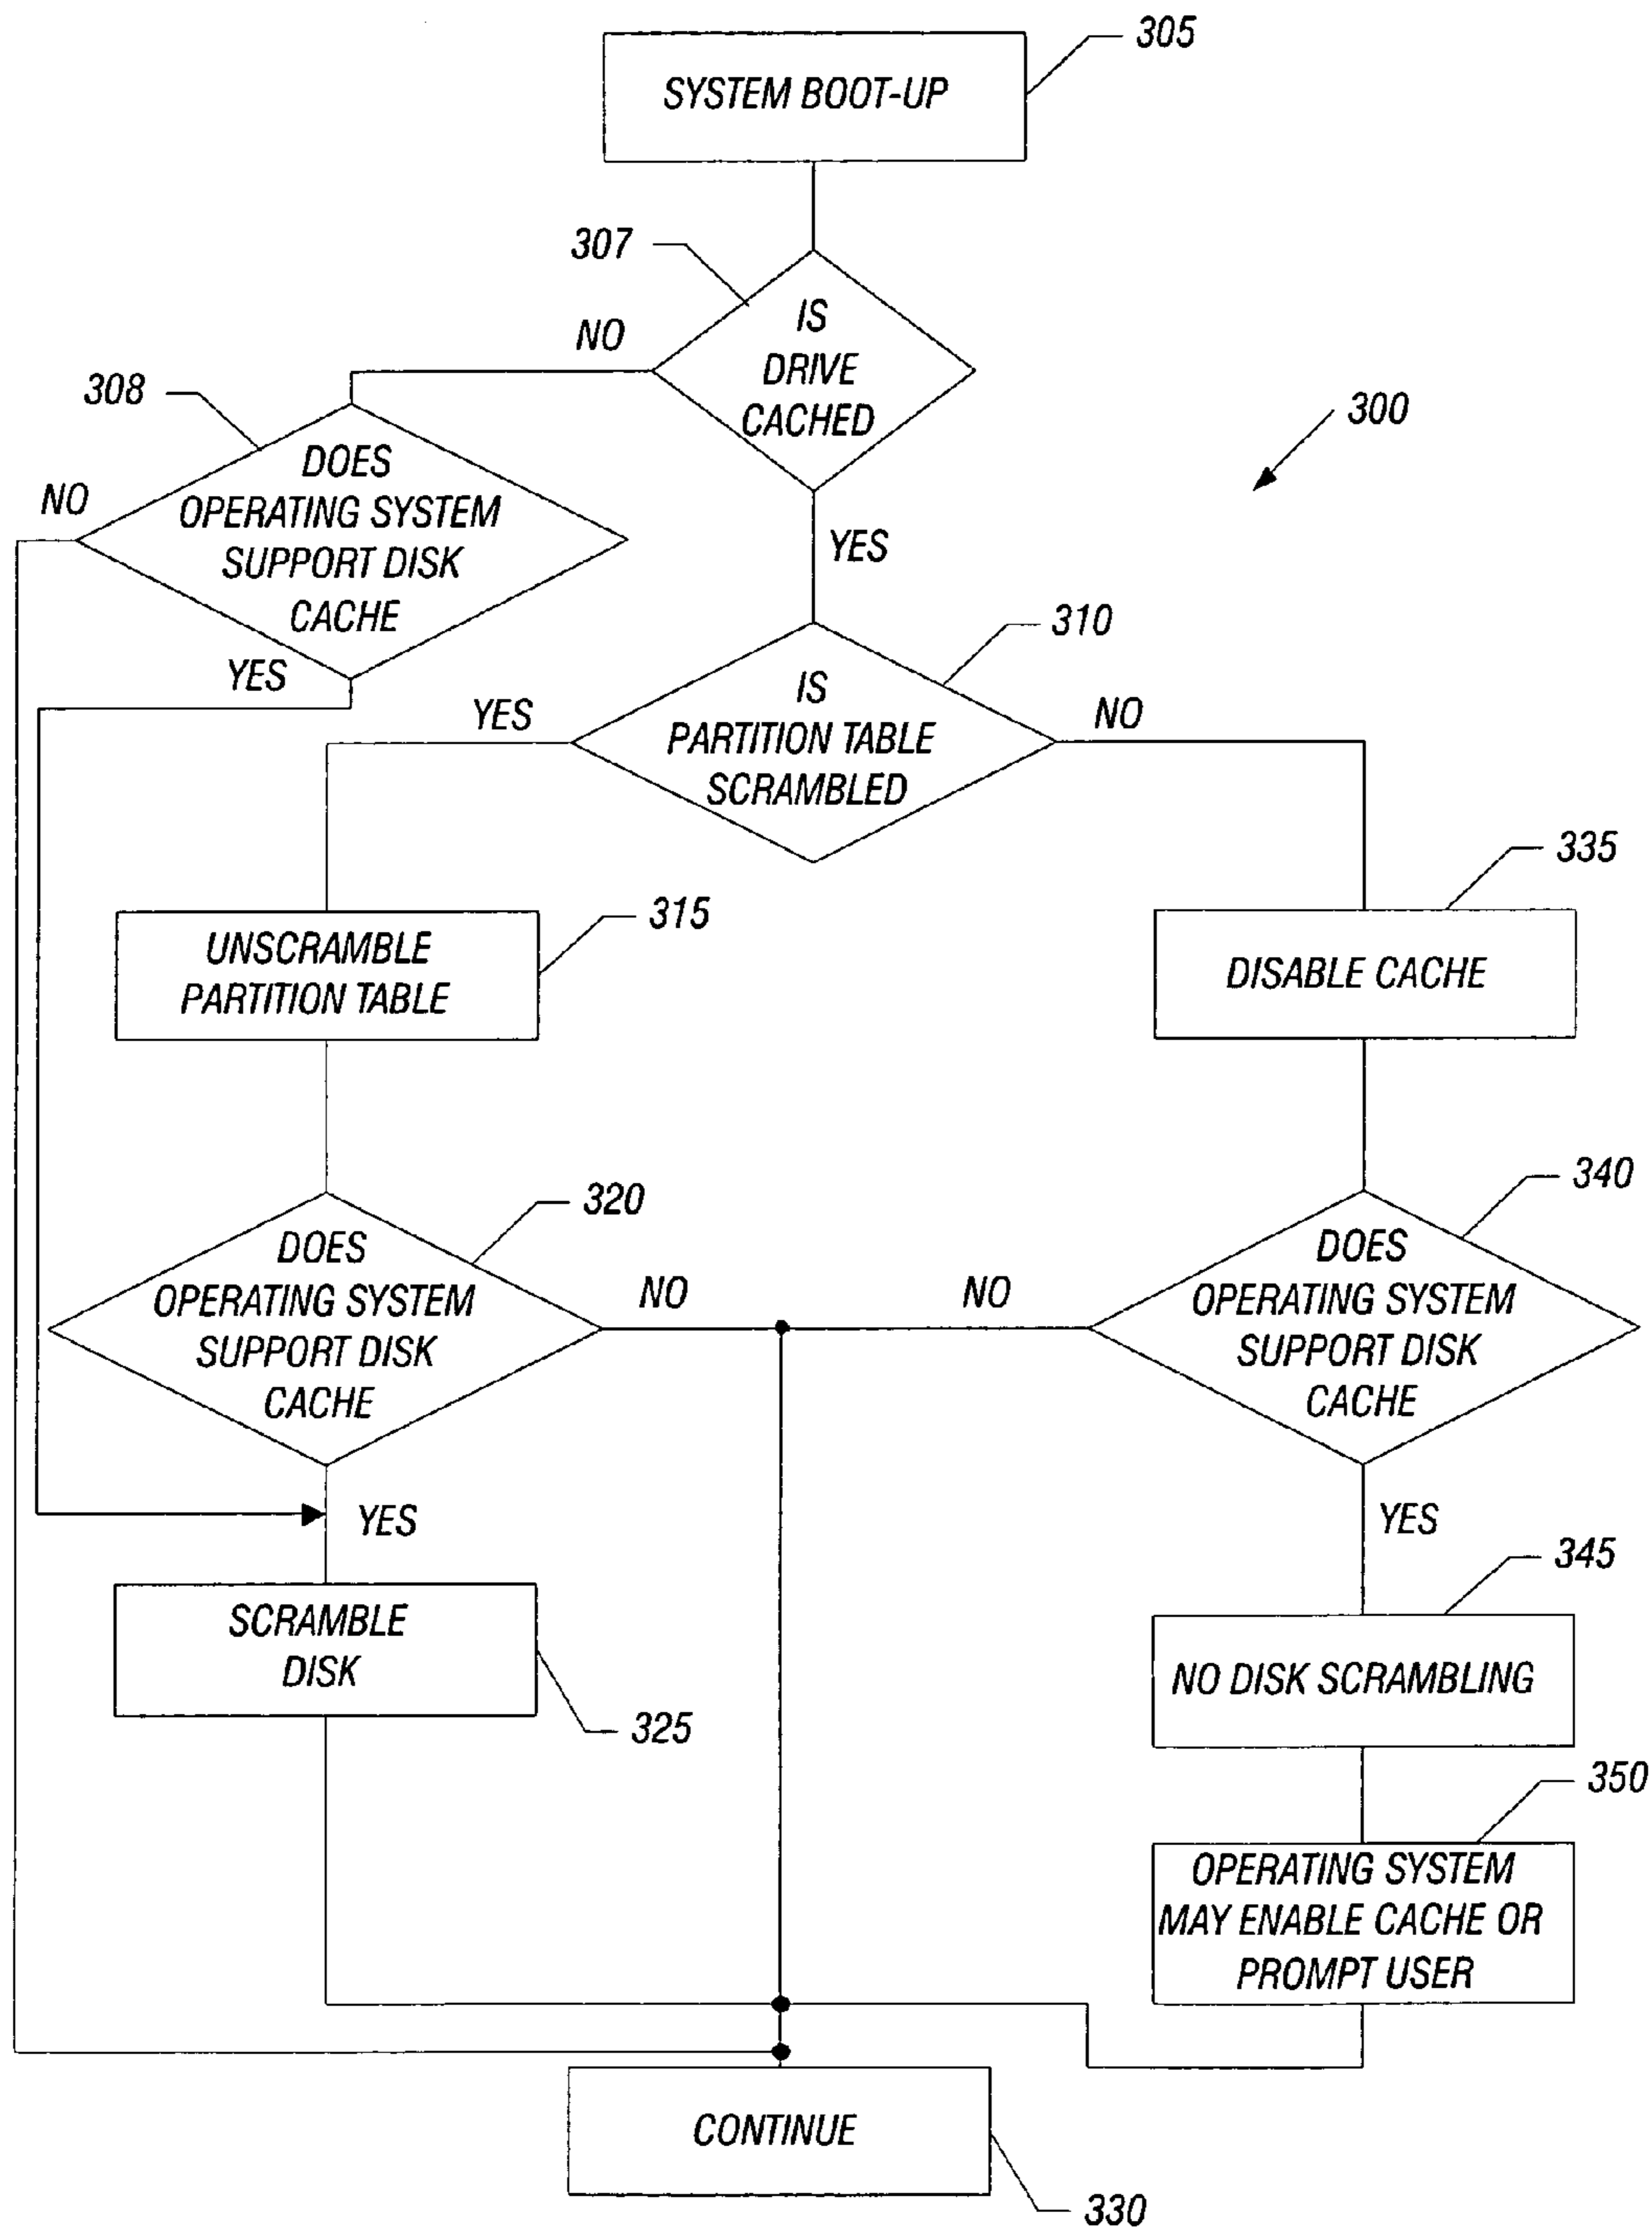 305
SYSTEM BOOT-UP
307
IS
DRIVE
CACHED
NO
308
300
DOES
OPERATING SYSTEM
SUPPORT DISK
CACHE
NO
YES
310
YES
IS
PARTITION TABLE
SCRAMBLED
YES
NO
335
315
UNSCRAMBLE
PARTITION TABLE
DISABLE CACHE
320
340
DOES
OPERATING SYSTEM
SUPPORT DISK
CACHE
NO
NO
DOES
OPERATING SYSTEM
SUPPORT DISK
CACHE
YES
YES
345
SCRAMBLE
DISK
325
NO DISK SCRAMBLING
350
OPERATING SYSTEM
MAY ENABLE CACHE OR
PROMPT USER
CONTINUE
330